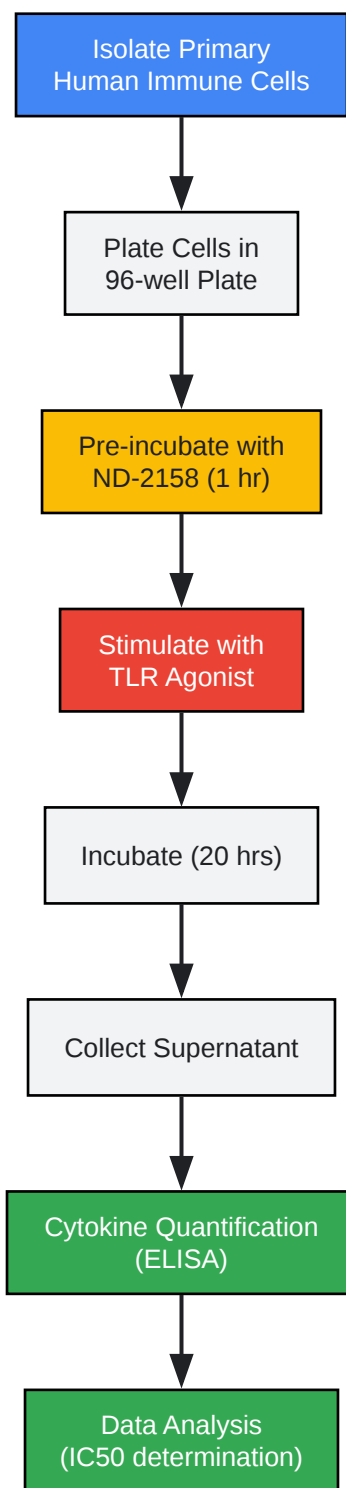 Isolate Primary
Human Immune Cells
Plate Cells in
96-well Plate
Pre-incubate with
ND-2158 (1 hr)
Stimulate with
TLR Agonist
Incubate (20 hrs)
Collect Supernatant
Cytokine Quantification
(ELISA)
Data Analysis
(IC50 determination)